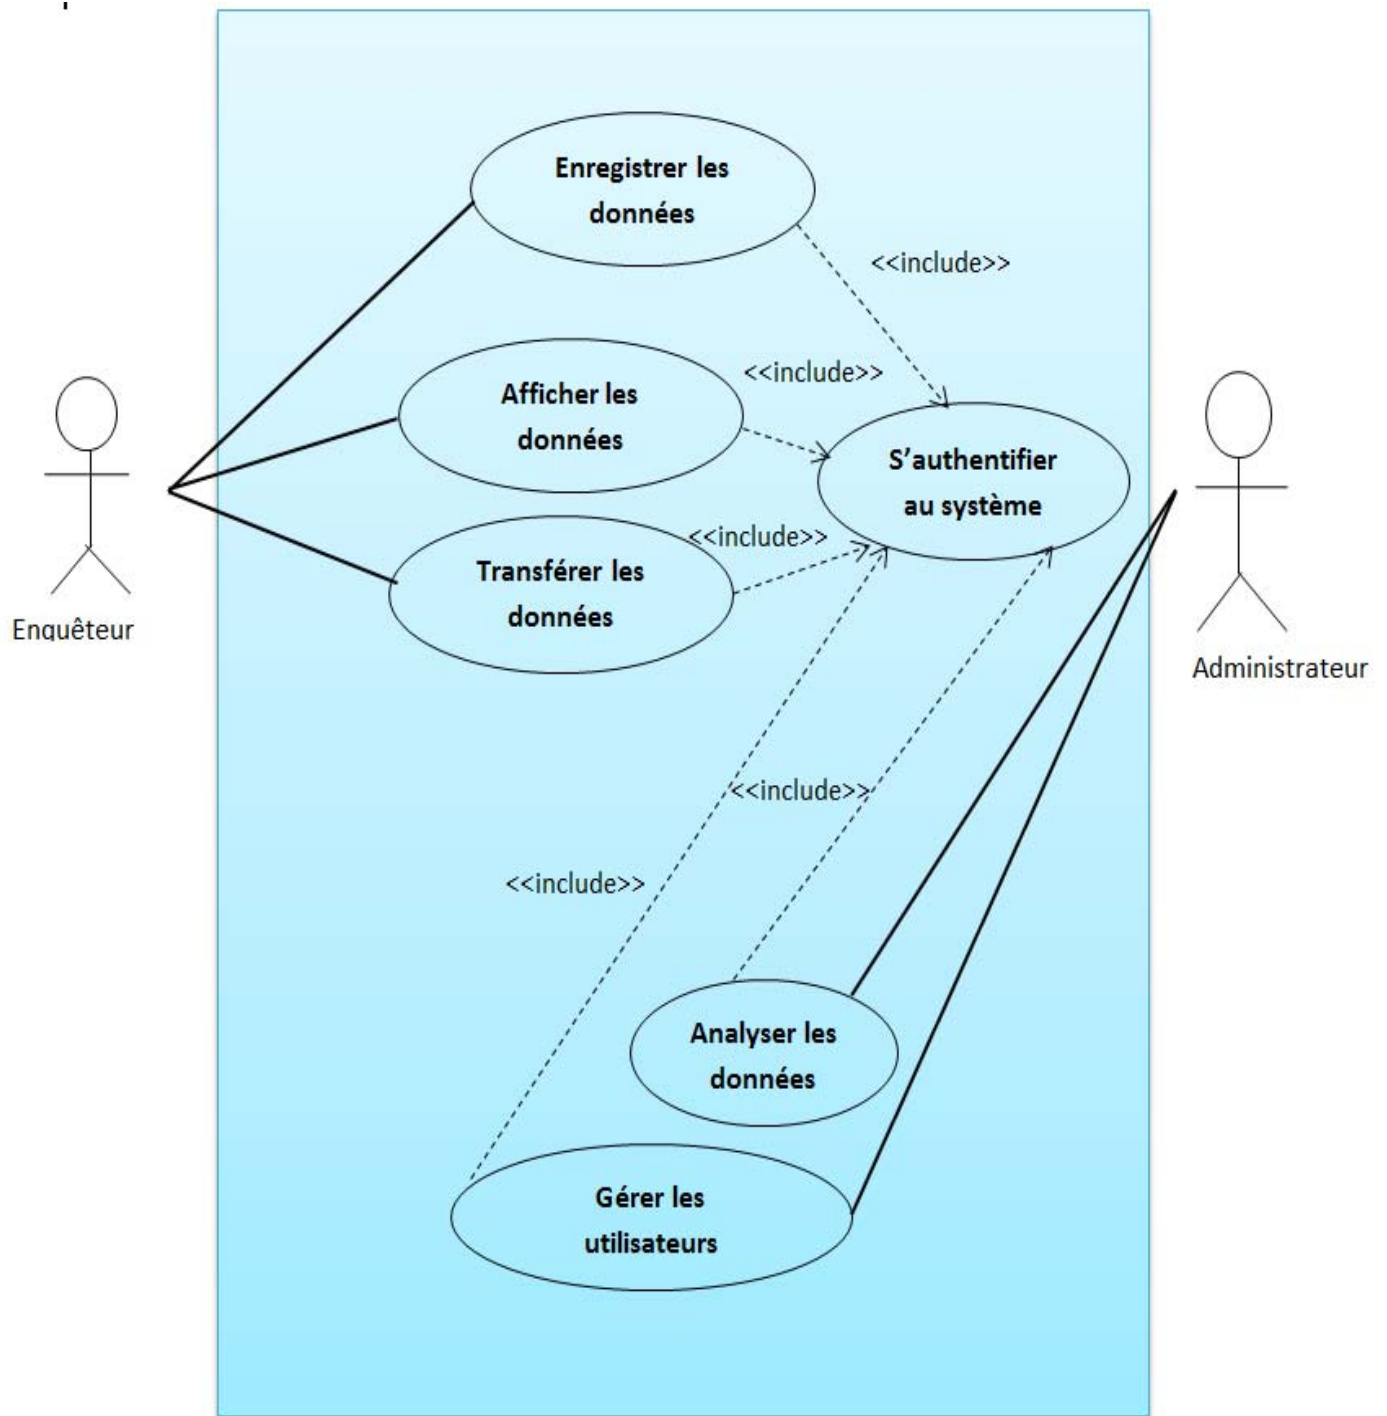 Enregistrer les
données
<<include>>
<<include>>
Afficher les
données
S’authentifier
au système
<<include>>
Transférer les
données
Enquêteur
Administrateur
<<include>>
<<include>>
Analyser les
données
Gérer les
utilisateurs